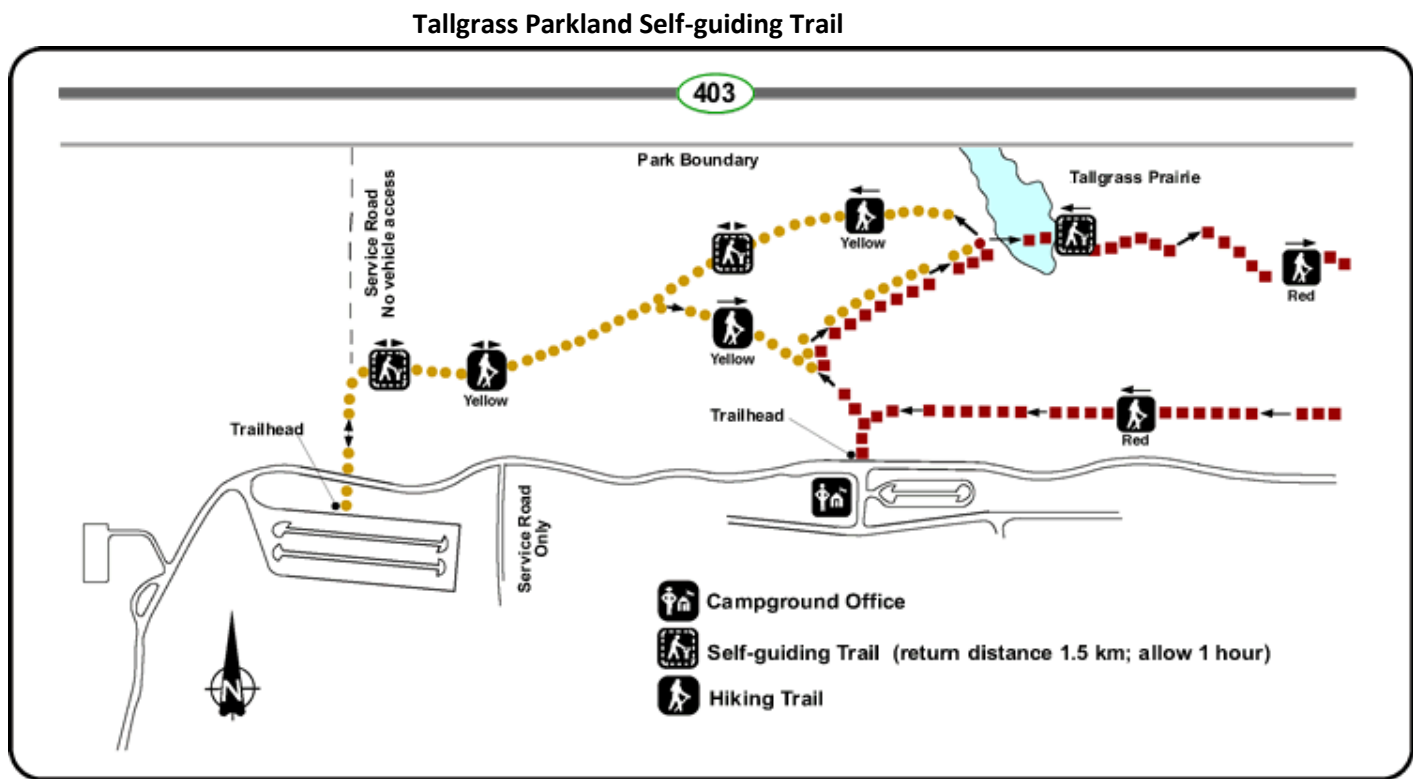 Tallgrass Parkland Self-guiding Trail
403
Park Boundary
Tallgrass Prairie
Service Road
No vehicle access
Yellow
Yellow
Red
Yellow
Trailhead
Trailhead
Red
Service Road
Only
Campground Office
Self-guiding Trail (return distance 1.5 km; allow 1 hour)
Hiking Trail
N